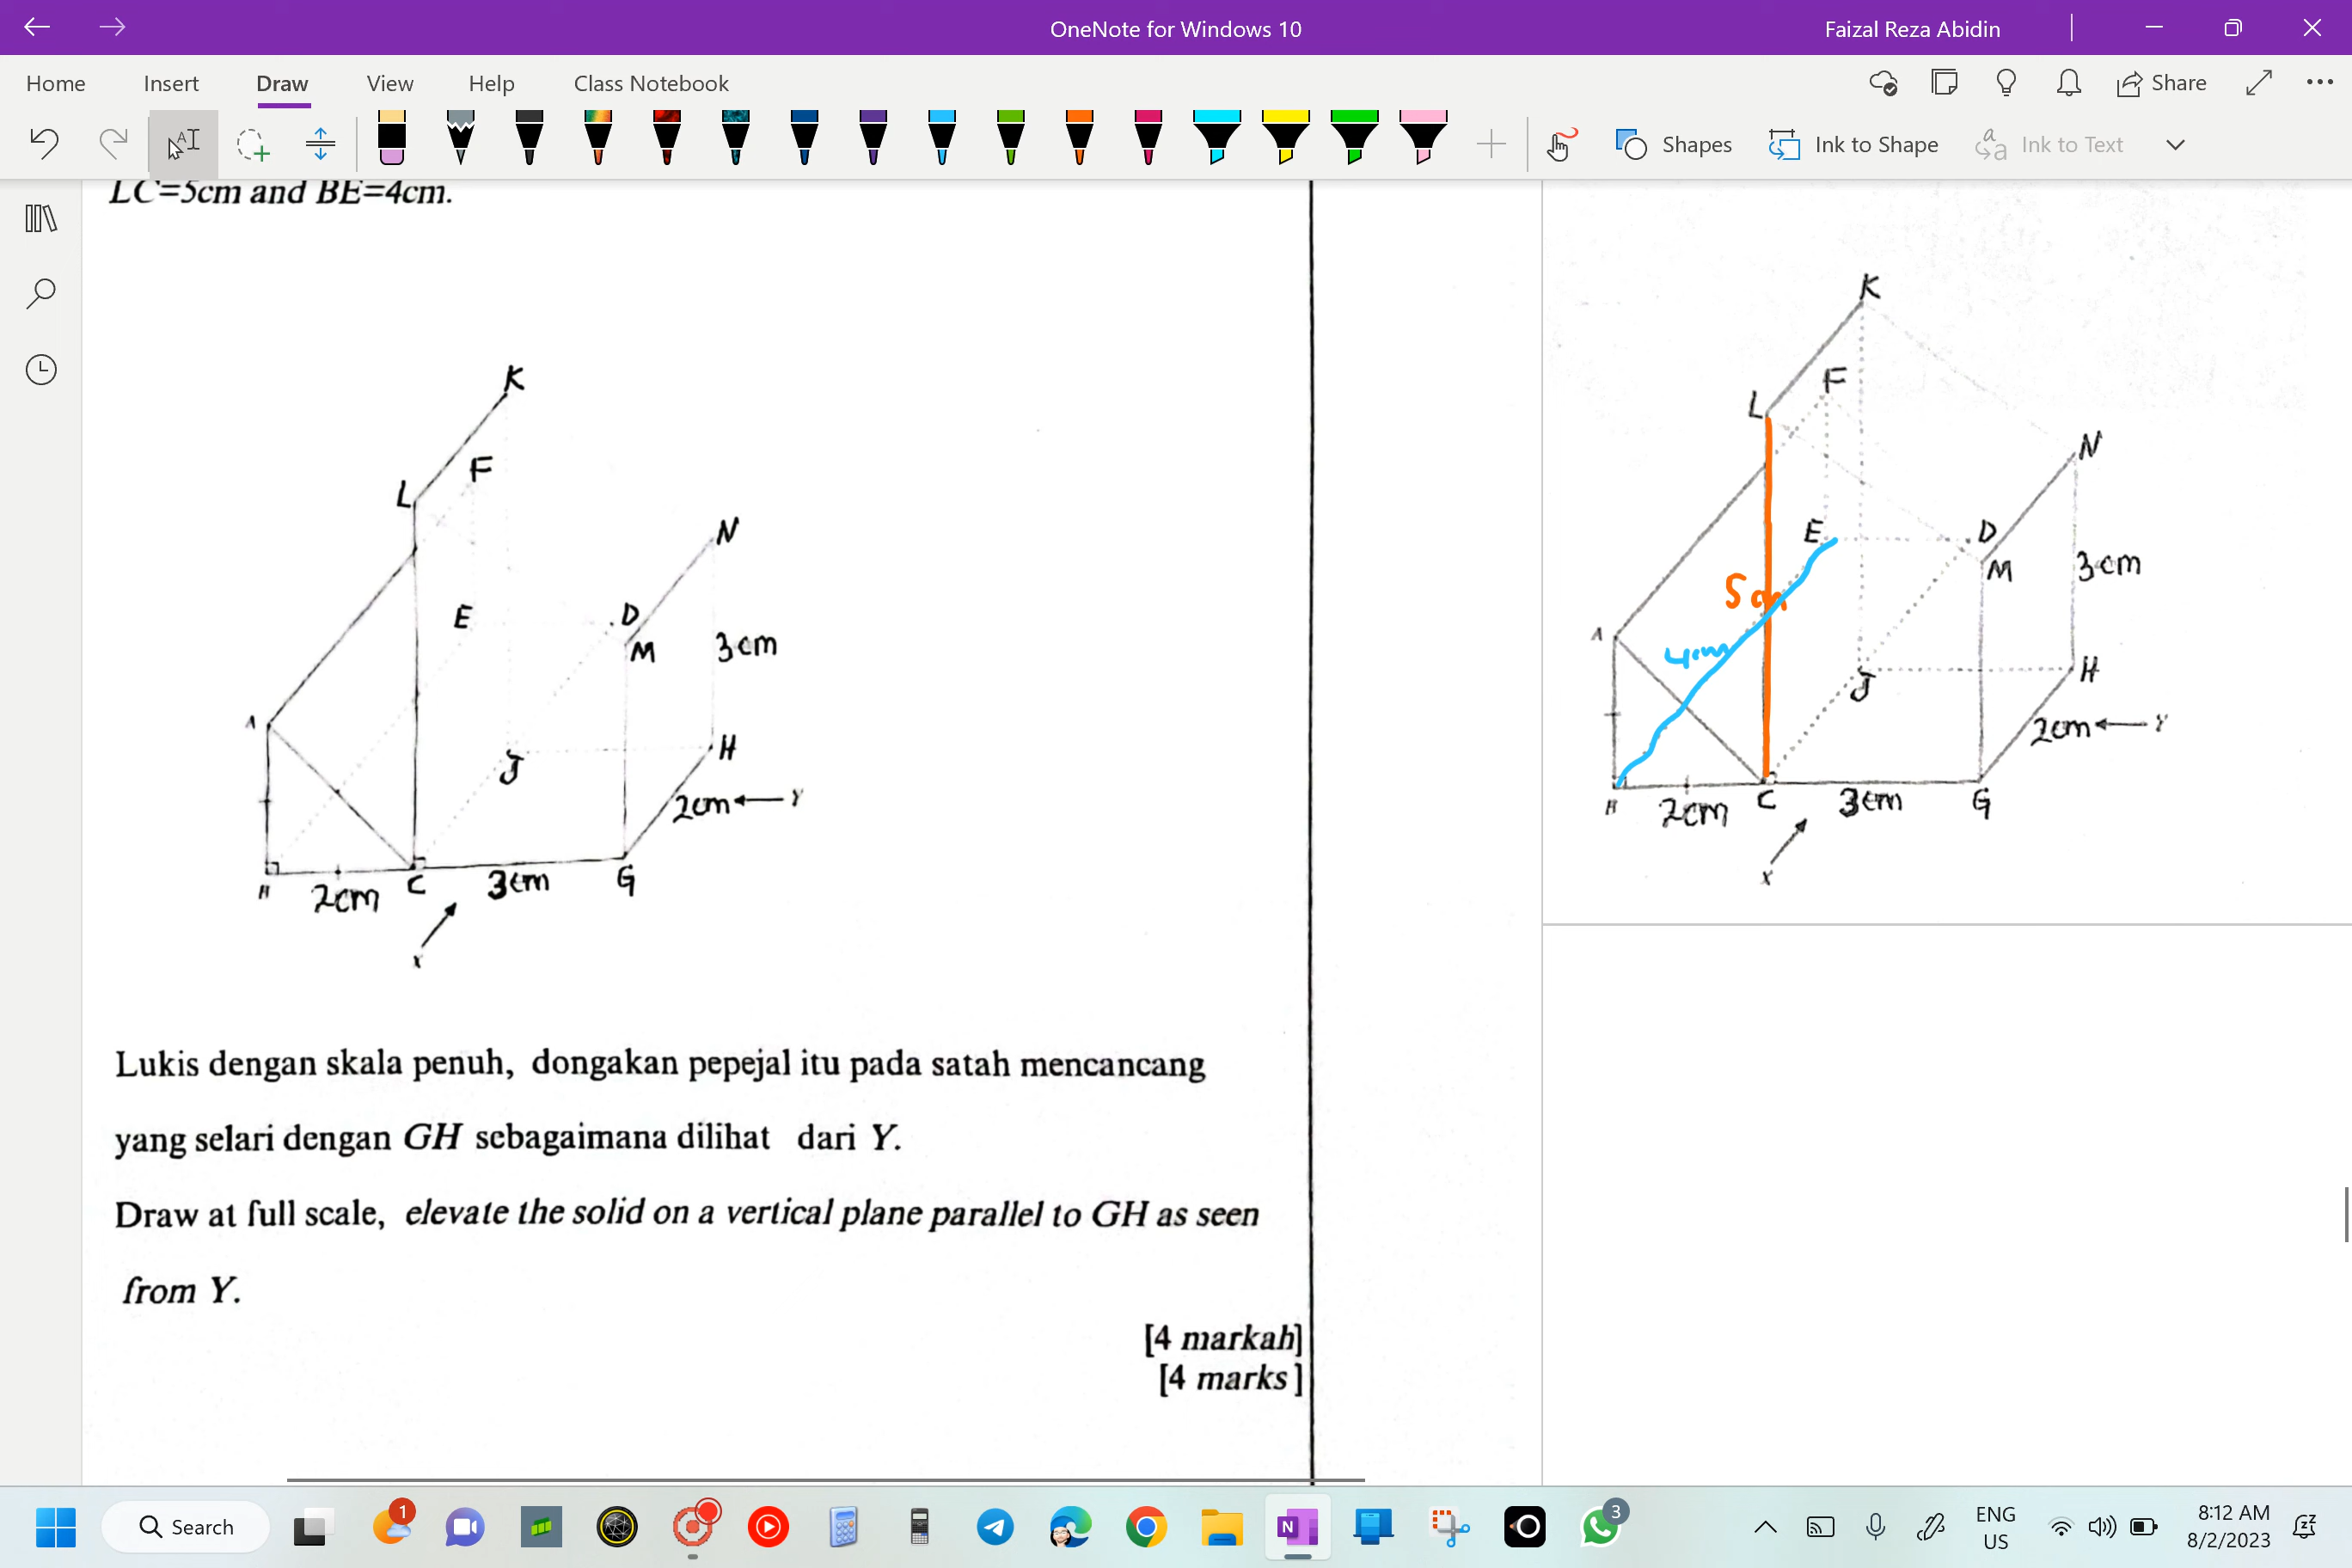 OneNote for Windows 10
Faizal Reza Abidin
Home Insert Draw View Help Class Notebook
Share
Shapes Ink to Shape Ink to Text
LC=5cm and BE=4cm.
K
F
L
N
E
D
M
3cm
A
J
H
2cm Y
2cm C 3cm G
X
Lukis dengan skala penuh, dongakan pepejal itu pada satah mencancang
yang selari dengan GH sebagaimana dilihat dari Y.
Draw at full scale, elevate the solid on a vertical plane parallel to GH as seen
from Y.
[4 markah]
[4 marks]
K
F
L
N
E
D
M
3cm
5cm
A
4cm
J
H
2cm Y
2cm C 3cm G
X
Search
1
3
ENG
US
8:12 AM
8/2/2023